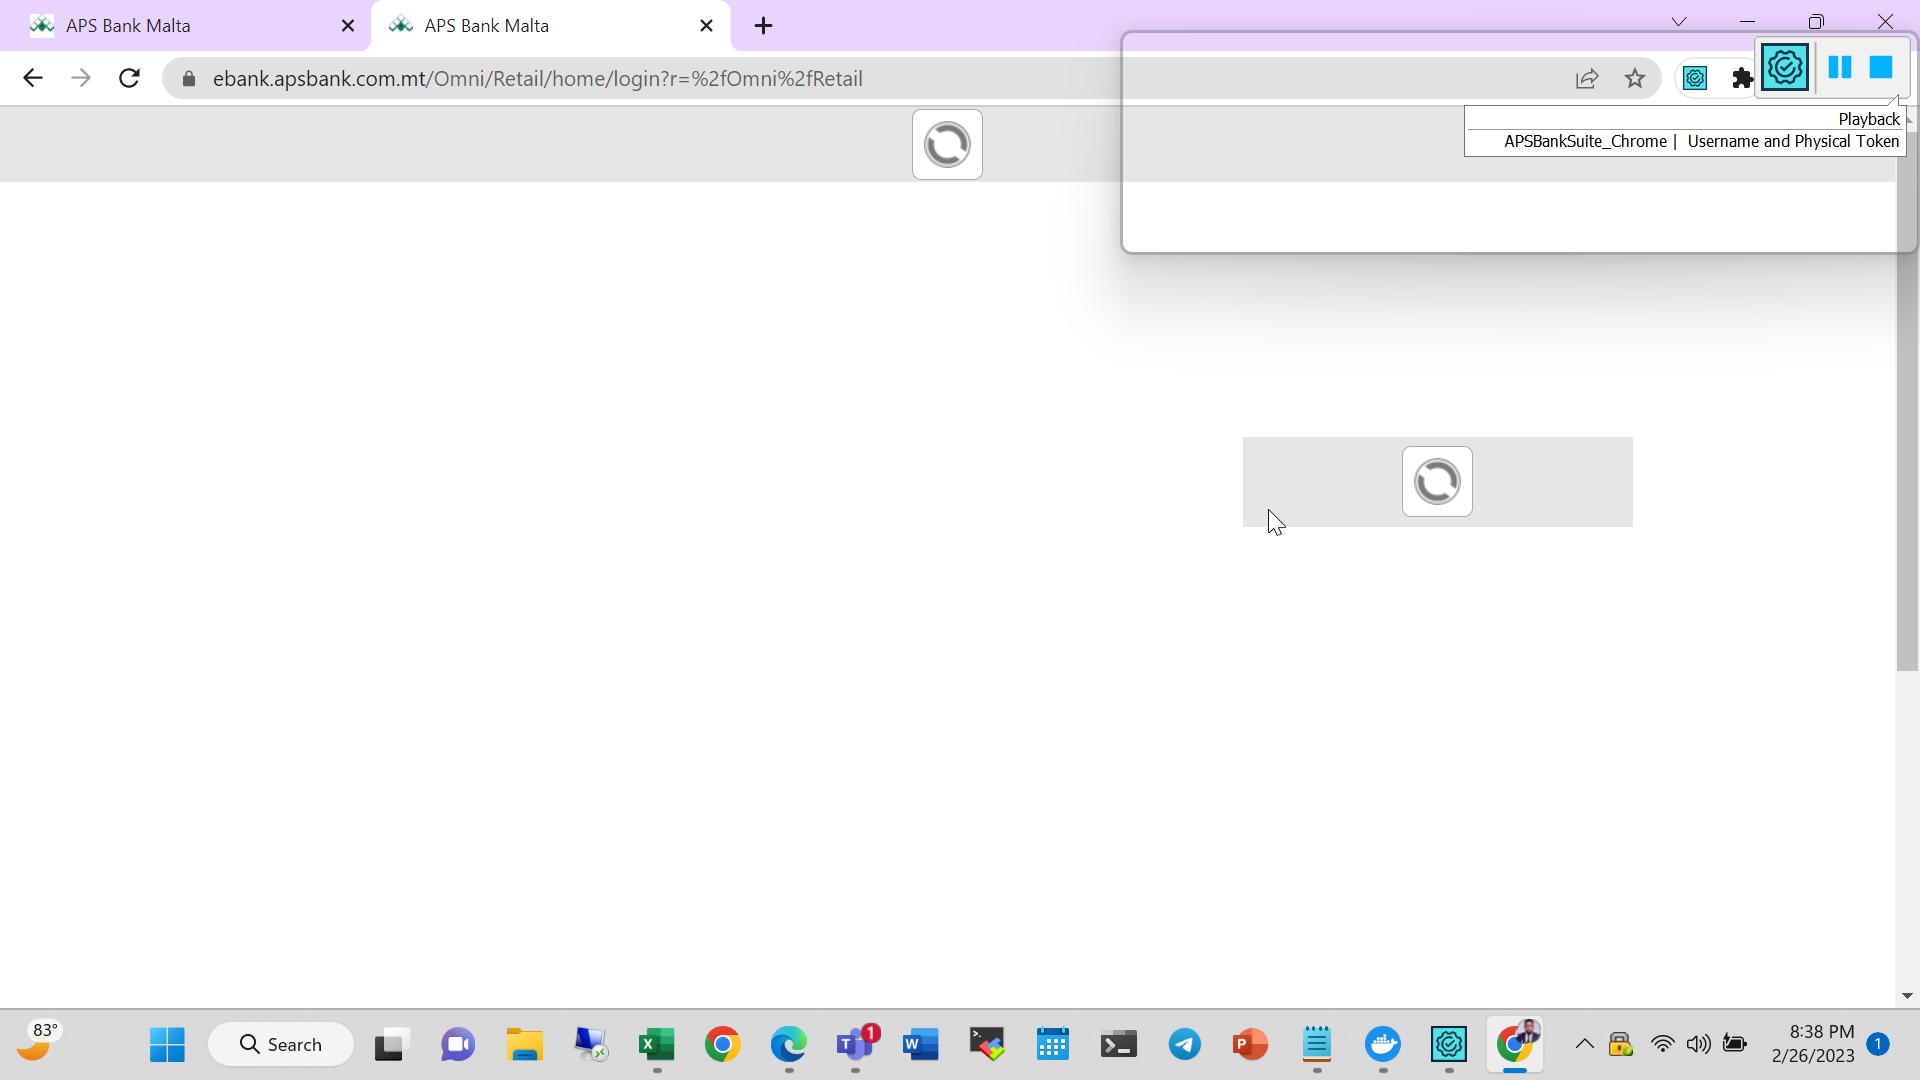 APS Bank Malta
APS Bank Malta
ebank.apsbank.com.mt/Omni/Retail/home/login?r=%2fOmni%2fRetail
Playback
APSBankSuite_Chrome | Username and Physical Token
83°
Search
1
8:38 PM
2/26/2023
1